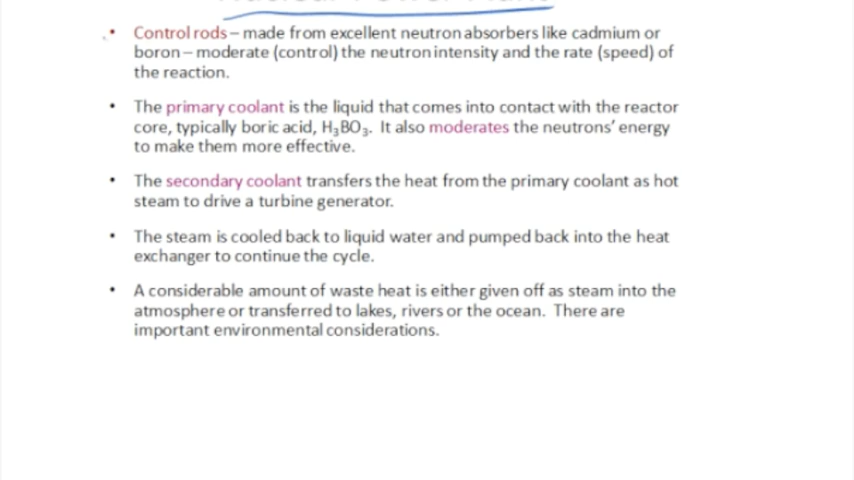 Nuclear Power Plant
• Control rods – made from excellent neutron absorbers like cadmium or
boron – moderate (control) the neutron intensity and the rate (speed) of
the reaction.
• The primary coolant is the liquid that comes into contact with the reactor
core, typically boric acid, H₃BO₃. It also moderates the neutrons’ energy
to make them more effective.
• The secondary coolant transfers the heat from the primary coolant as hot
steam to drive a turbine generator.
• The steam is cooled back to liquid water and pumped back into the heat
exchanger to continue the cycle.
• A considerable amount of waste heat is either given off as steam into the
atmosphere or transferred to lakes, rivers or the ocean. There are
important environmental considerations.